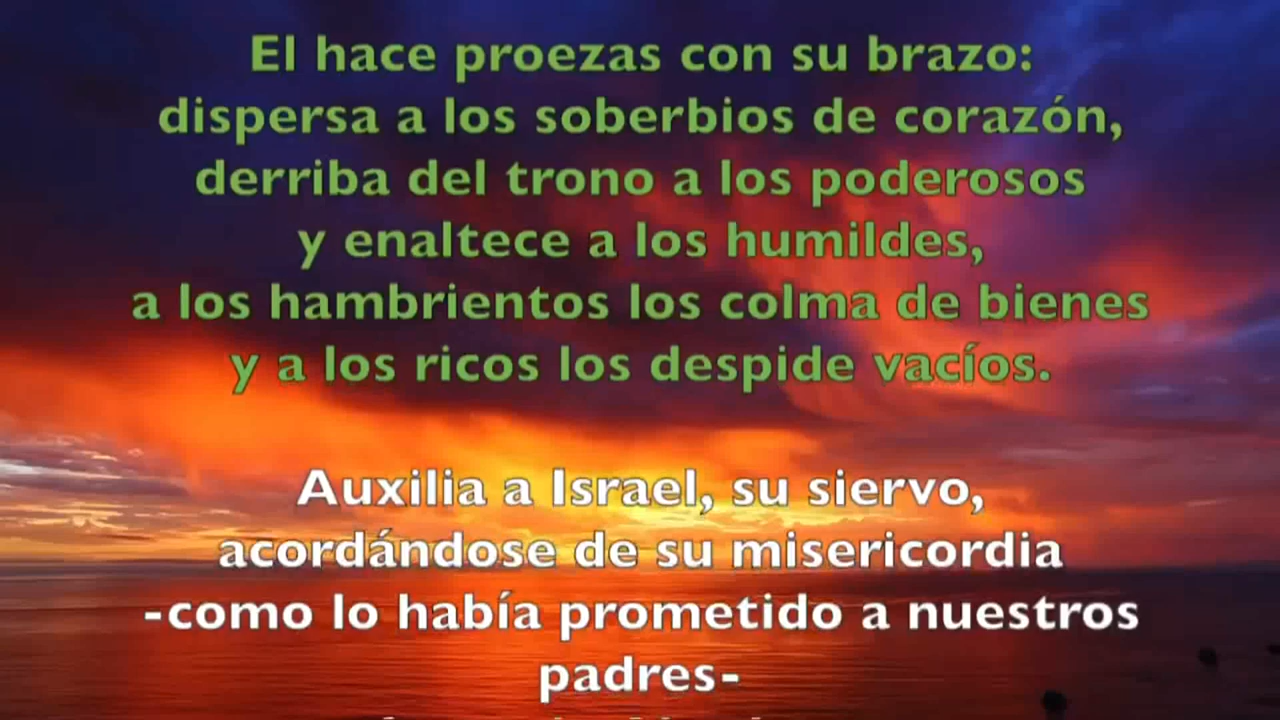 El hace proezas con su brazo:
dispersa a los soberbios de corazón,
derriba del trono a los poderosos
y enaltece a los humildes,
a los hambrientos los colma de bienes
y a los ricos los despide vacíos.
Auxilia a Israel, su siervo,
acordándose de su misericordia
-como lo había prometido a nuestros
padres-